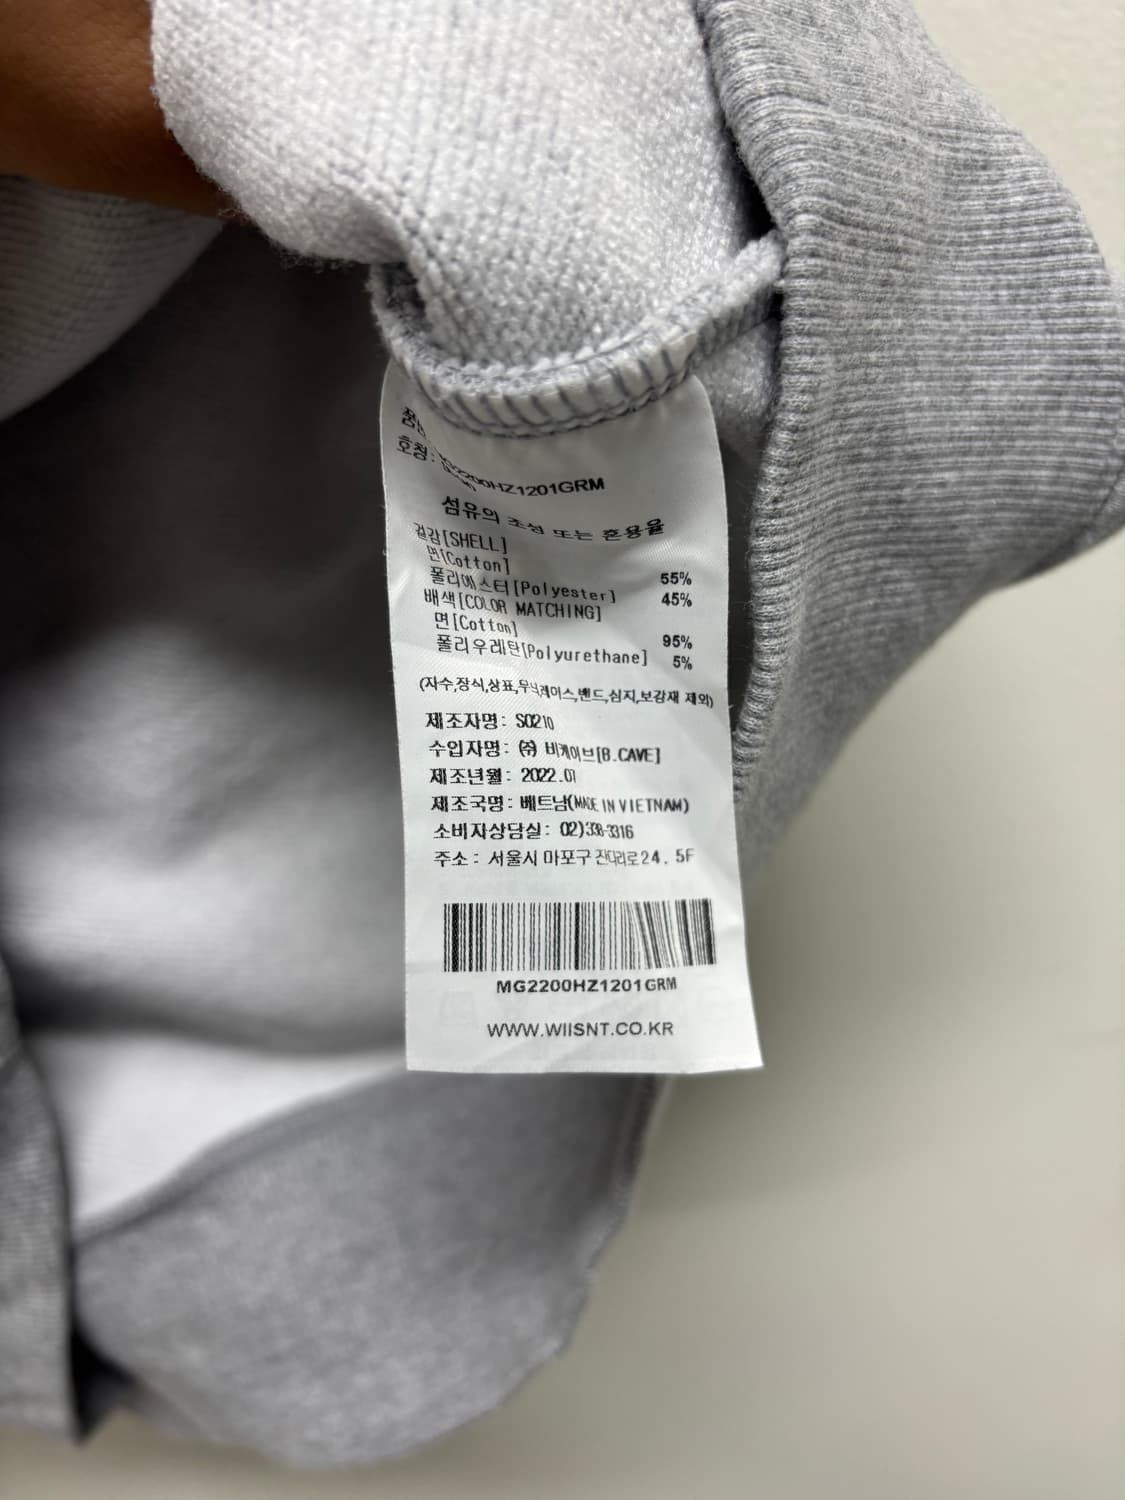 호칭:
2200HZ1201GRM
섬유의 조성 또는 혼용율
겉감[SHELL]
면[Cotton] 55%
폴리에스터[Polyester] 45%
배색[COLOR MATCHING]
면[Cotton] 95%
폴리우레탄[Polyurethane] 5%
(자수,장식,상표,우닉레이스,밴드,심지,보강재 제외)
제조자명: SO210
수입자명: ㈜ 비케이브[B.CAVE]
제조년월: 2022.01
제조국명: 베트남(MADE IN VIETNAM)
소비자상담실: 02)338-3316
주소: 서울시 마포구 잔다리로24. 5F
MG2200HZ1201GRM
WWW.WIISNT.CO.KR